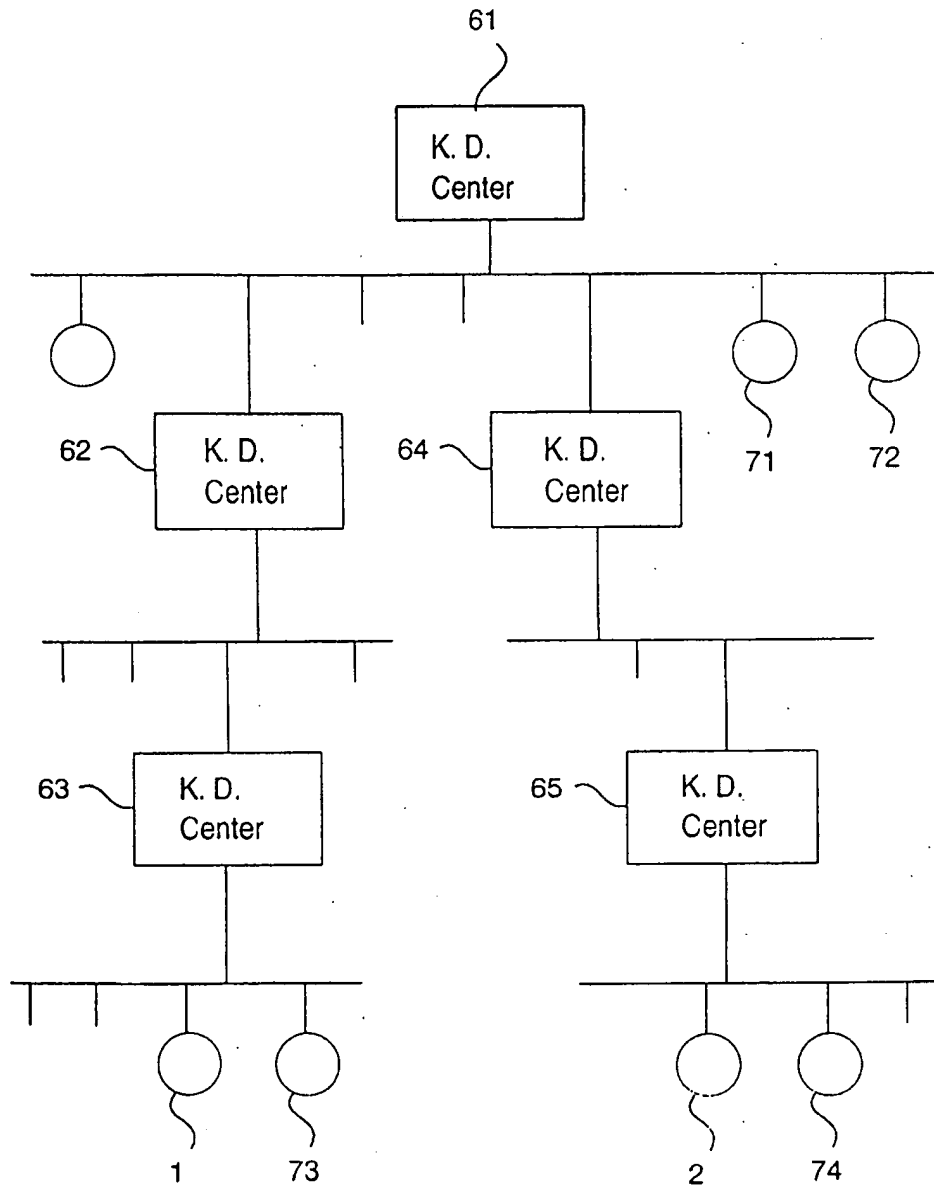 61
K. D.
Center
62
K. D.
Center
64
K. D.
Center
71
72
63
K. D.
Center
65
K. D.
Center
1
73
2
74